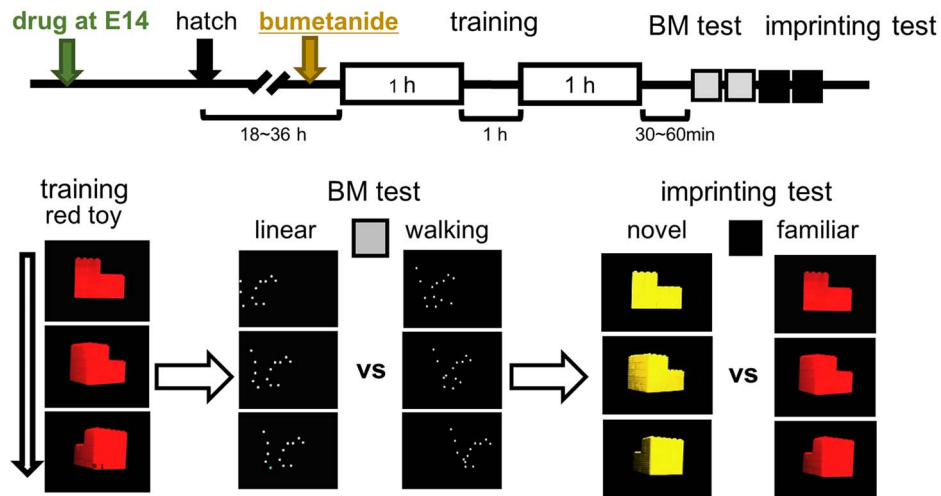 drug at E14
hatch
bumetanide
training
BM test
imprinting test
1 h
1 h
18~36 h
1 h
30~60min
training
red toy
BM test
imprinting test
linear
walking
novel
familiar
vs
vs